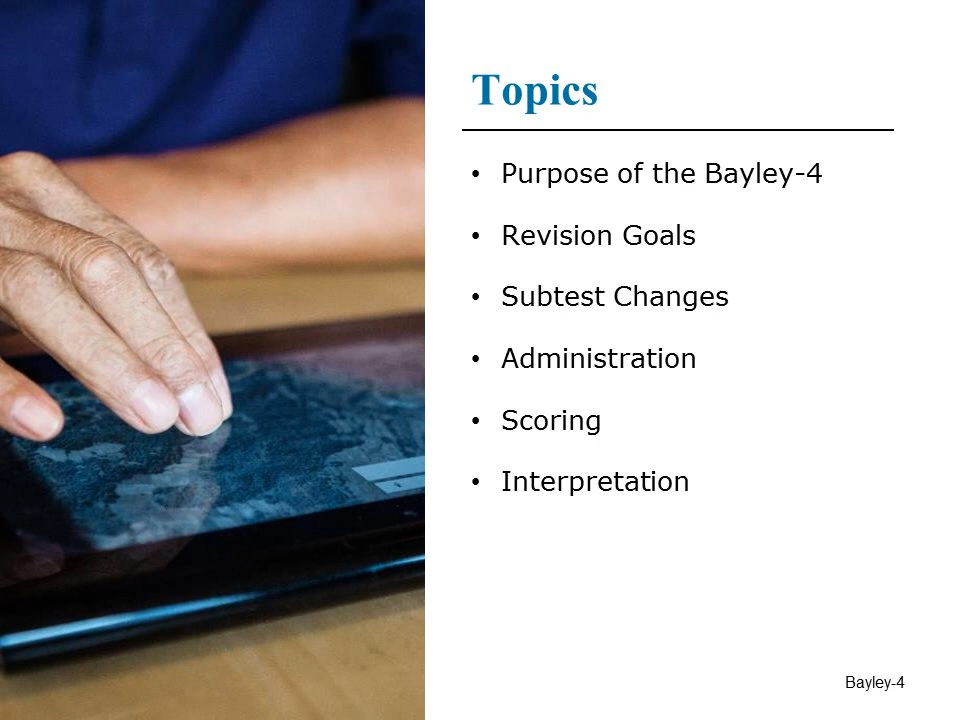 Topics
• Purpose of the Bayley-4
• Revision Goals
• Subtest Changes
• Administration
• Scoring
• Interpretation
Bayley-4